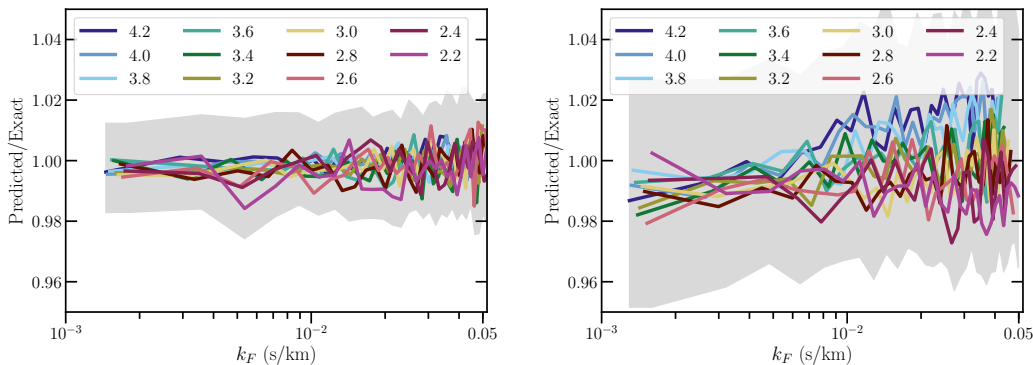 1.04
1.02
1.00
0.98
0.96
Predicted/Exact
4.2 3.6 3.0 2.4
4.0 3.4 2.8 2.2
3.8 3.2 2.6
10⁻³ 10⁻² 0.05
k_F (s/km)
1.04
1.02
1.00
0.98
0.96
Predicted/Exact
4.2 3.6 3.0 2.4
4.0 3.4 2.8 2.2
3.8 3.2 2.6
10⁻³ 10⁻² 0.05
k_F (s/km)